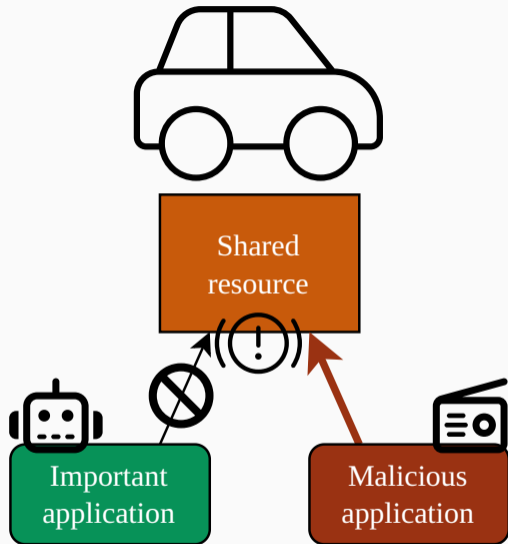 Shared
resource
!
Important
application
Malicious
application